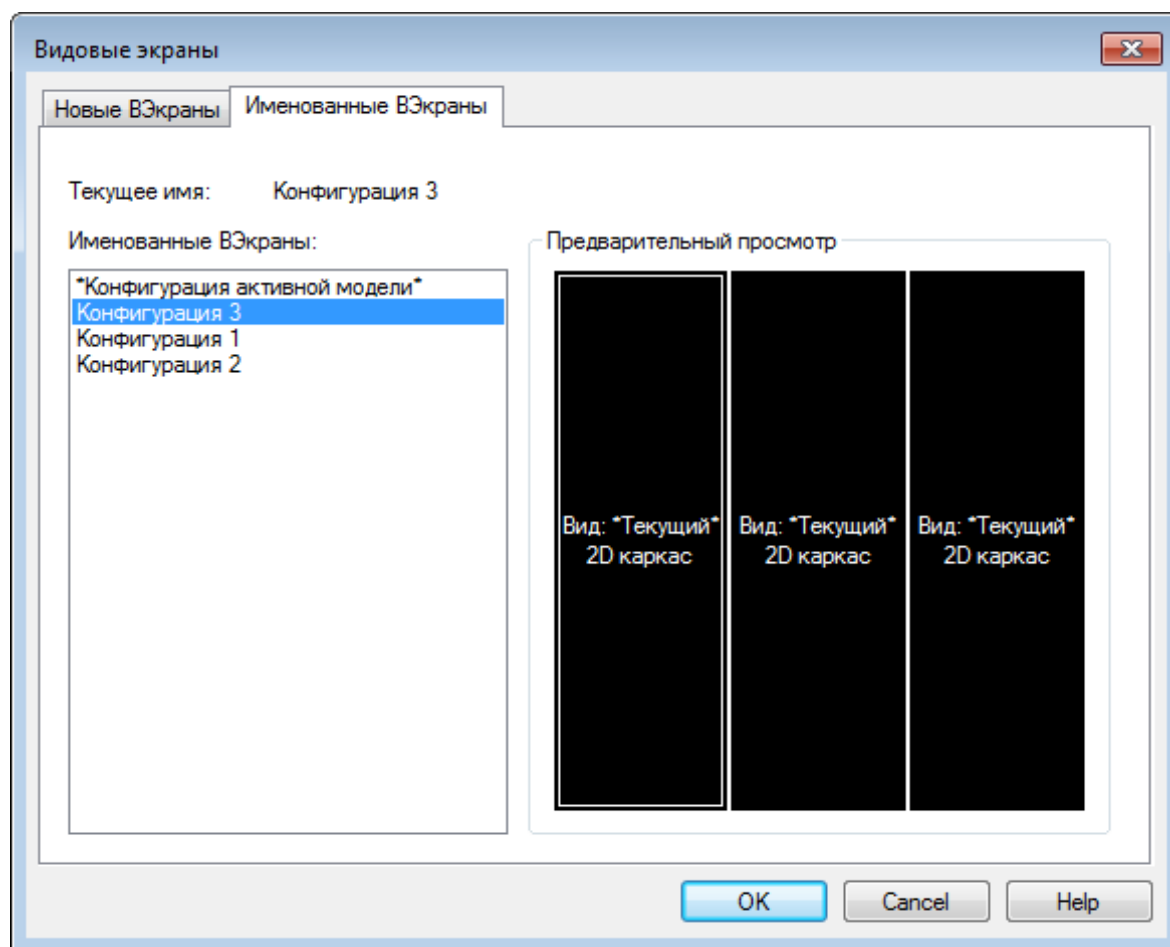 Видовые экраны
Новые ВЭкраны Именованные ВЭкраны
Текущее имя: Конфигурация 3
Именованные ВЭкраны:
*Конфигурация активной модели*
Конфигурация 3
Конфигурация 1
Конфигурация 2
Предварительный просмотр
Вид: *Текущий*
2D каркас
Вид: *Текущий*
2D каркас
Вид: *Текущий*
2D каркас
OK Cancel Help